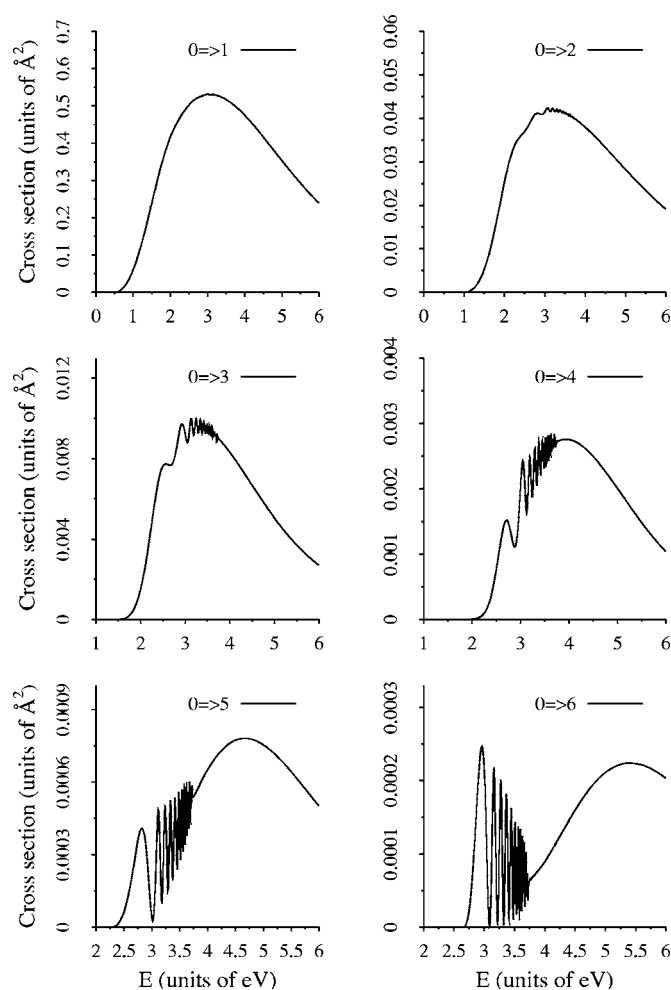 Cross section (units of Å²)
0=>1
0 0.1 0.2 0.3 0.4 0.5 0.6 0.7
0 1 2 3 4 5 6
Cross section (units of Å²)
0=>2
0 0.01 0.02 0.03 0.04 0.05 0.06
0 1 2 3 4 5 6
Cross section (units of Å²)
0=>3
0 0.004 0.008 0.012
1 2 3 4 5 6
0=>4
0 0.001 0.002 0.003 0.004
1 2 3 4 5 6
Cross section (units of Å²)
0=>5
0 0.0003 0.0006 0.0009
2 2.5 3 3.5 4 4.5 5 5.5 6
E (units of eV)
0=>6
0 0.0001 0.0002 0.0003
2 2.5 3 3.5 4 4.5 5 5.5 6
E (units of eV)